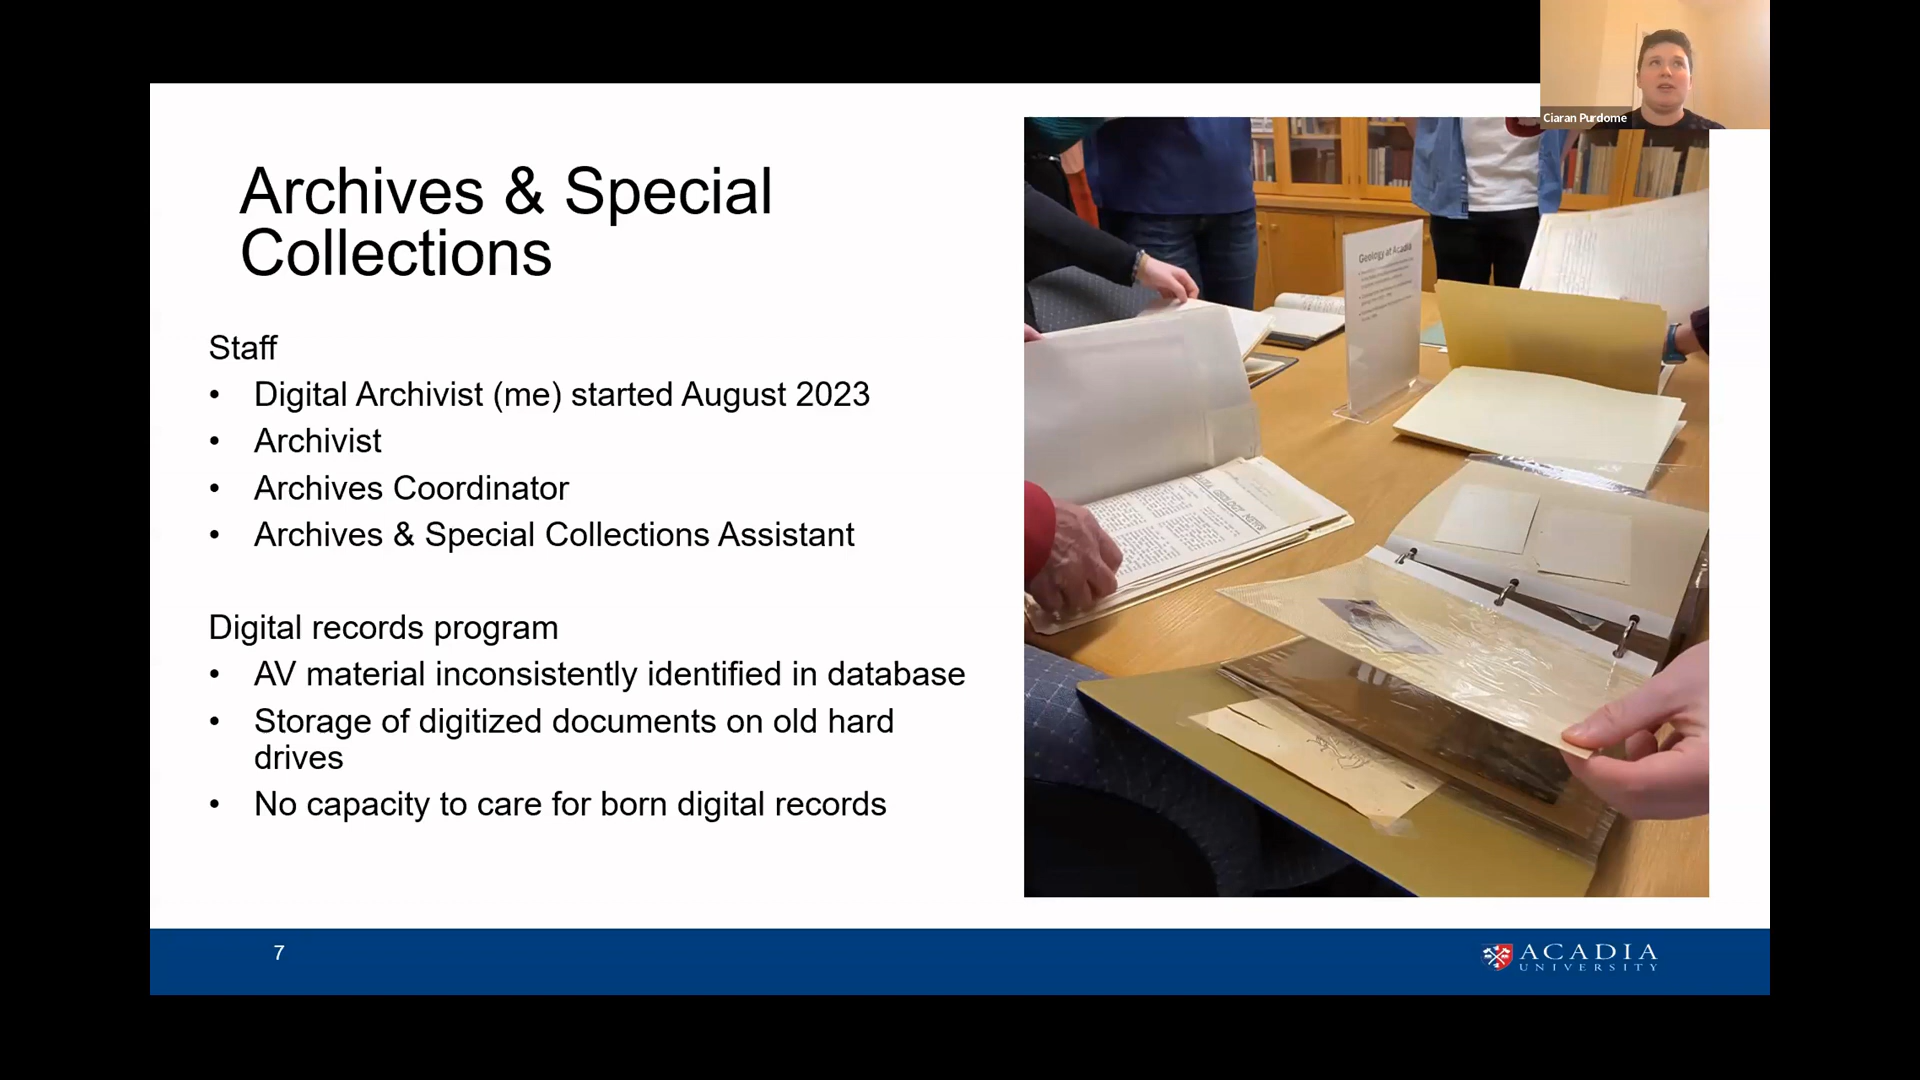 Ciaran Purdome
Archives & Special
Collections
Staff
• Digital Archivist (me) started August 2023
• Archivist
• Archives Coordinator
• Archives & Special Collections Assistant
Digital records program
• AV material inconsistently identified in database
• Storage of digitized documents on old hard
drives
• No capacity to care for born digital records
Geology at Acadia
7
ACADIA
UNIVERSITY